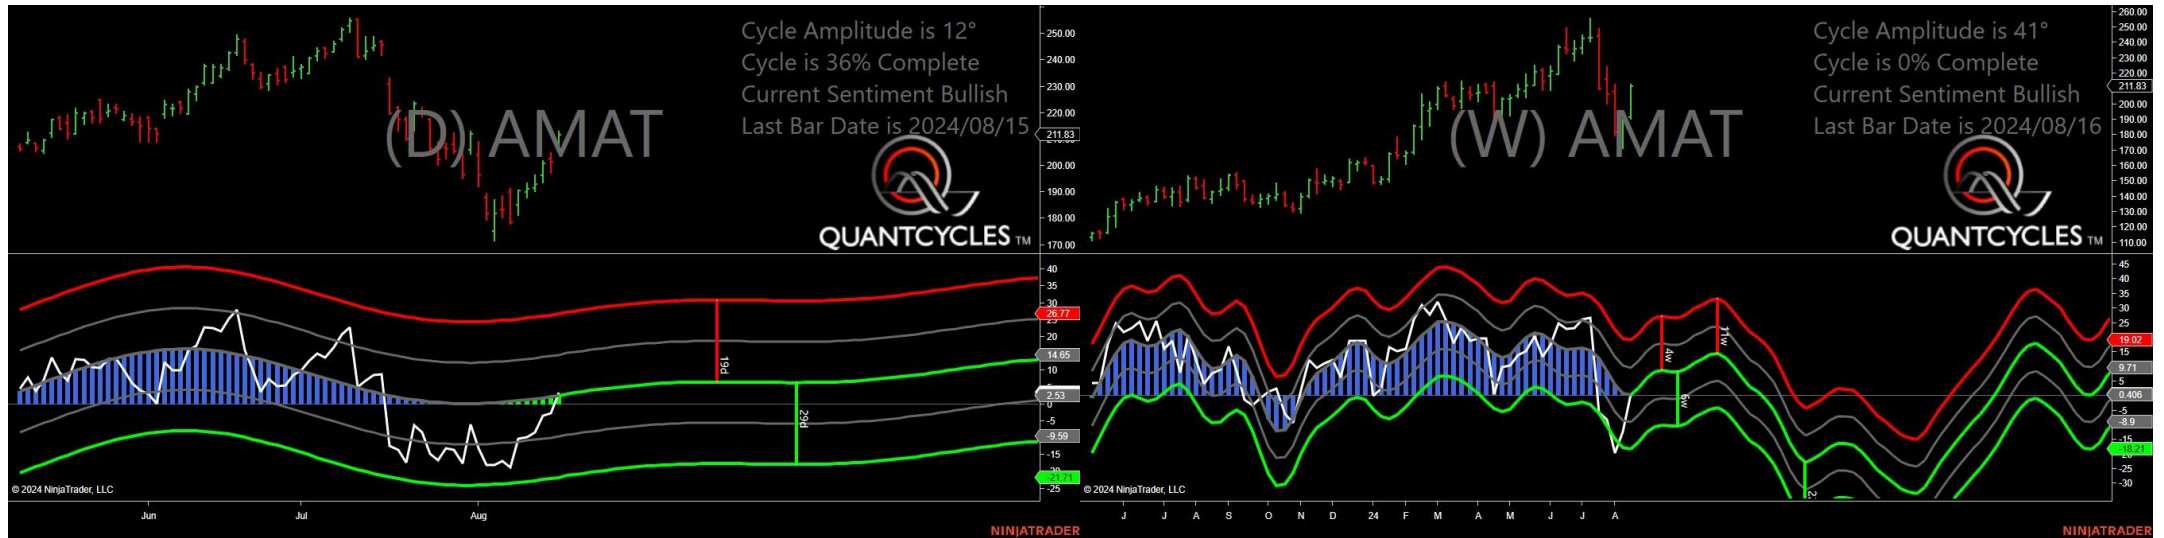 Cycle Amplitude is 12°
Cycle is 36% Complete
Current Sentiment Bullish
Last Bar Date is 2024/08/15
(D) AMAT
QUANTCYCLES TM
250.00
240.00
230.00
220.00
211.83
200.00
190.00
180.00
170.00
40
35
30
26.77
20
14.65
10
2.53
0
-5
-9.59
-15
-21.71
-25
19d
29d
© 2024 NinjaTrader, LLC
Jun
Jul
Aug
NINJATRADER
Cycle Amplitude is 41°
Cycle is 0% Complete
Current Sentiment Bullish
Last Bar Date is 2024/08/16
(W) AMAT
QUANTCYCLES TM
260.00
250.00
240.00
230.00
220.00
211.83
200.00
190.00
180.00
170.00
160.00
150.00
140.00
130.00
120.00
110.00
45
40
35
30
25
19.02
15
9.71
5
0.406
-5
-8.9
-15
-18.21
-25
-30
4w
11w
© 2024 NinjaTrader, LLC
J
J
A
S
O
N
D
24
F
M
A
M
J
J
A
NINJATRADER